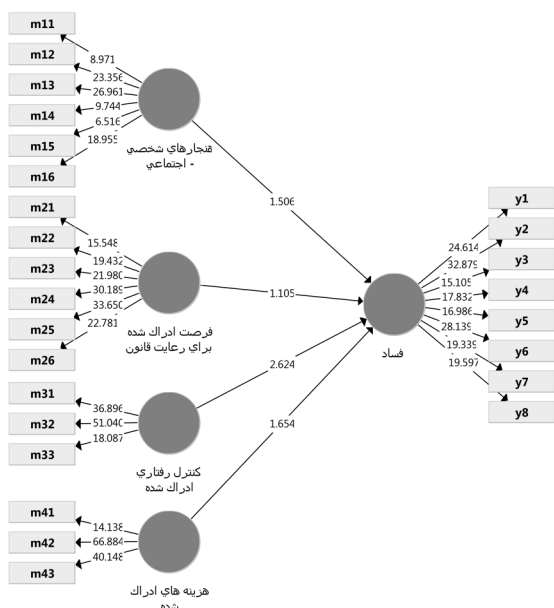 m11
m12
m13
m14
m15
m16
8.971
23.356
26.961
9.744
6.516
18.955
هنجارهاي شخصي
- اجتماعي
1.506
m21
m22
m23
m24
m25
m26
15.548
19.432
21.980
30.189
33.650
22.781
فرصت ادراك شده
براي رعايت قانون
1.105
m31
m32
m33
36.896
51.040
18.087
كنترل رفتاري
ادراك شده
2.624
m41
m42
m43
14.138
66.884
40.148
هزينه هاي ادراك
شده
1.654
فساد
24.614
32.879
15.105
17.832
16.986
28.139
19.339
19.597
y1
y2
y3
y4
y5
y6
y7
y8